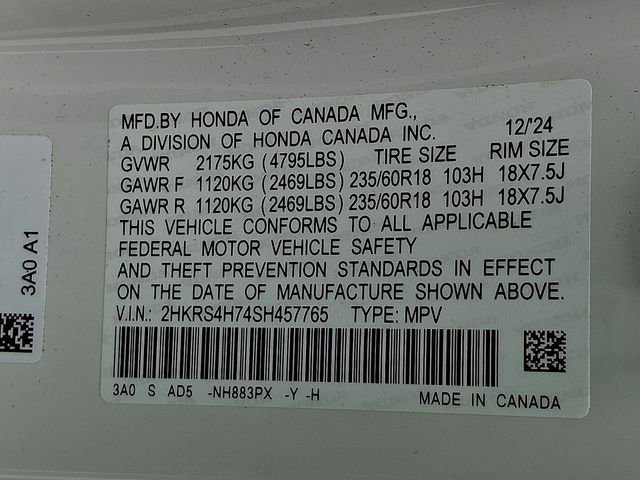 MFD.BY HONDA OF CANADA MFG.,
A DIVISION OF HONDA CANADA INC. 12/'24
GVWR 2175KG (4795LBS) TIRE SIZE RIM SIZE
GAWR F 1120KG (2469LBS) 235/60R18 103H 18X7.5J
GAWR R 1120KG (2469LBS) 235/60R18 103H 18X7.5J
THIS VEHICLE CONFORMS TO ALL APPLICABLE
FEDERAL MOTOR VEHICLE SAFETY
AND THEFT PREVENTION STANDARDS IN EFFECT
ON THE DATE OF MANUFACTURE SHOWN ABOVE.
V.I.N.: 2HKRS4H74SH457765 TYPE: MPV
3A0 S AD5 -NH883PX -Y -H MADE IN CANADA
3A0 A1